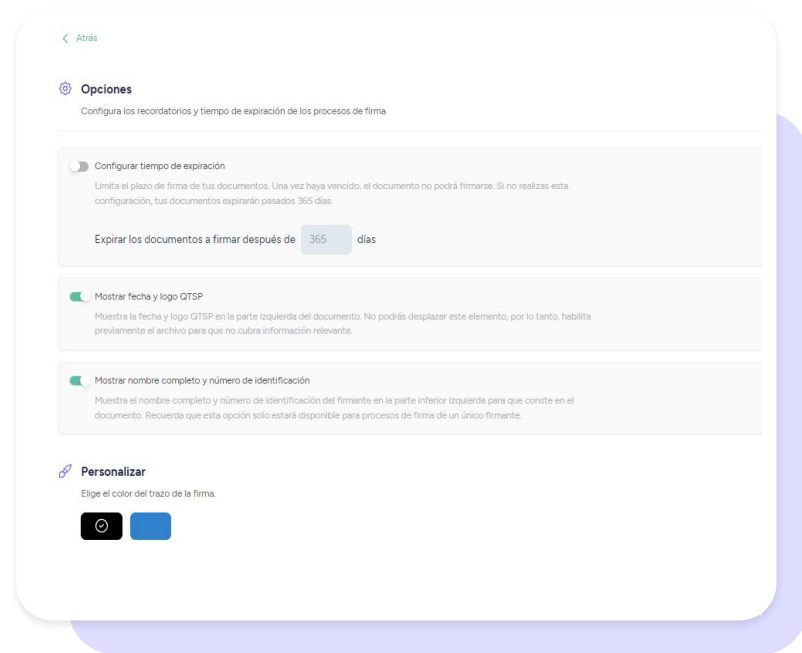 Atrás
Opciones
Configura los recordatorios y tiempo de expiración de los procesos de firma
Configurar tiempo de expiración
Limita el plazo de firma de tus documentos. Una vez haya vencido, el documento no podrá firmarse. Si no realizas esta
configuración, tus documentos expirarán pasados 365 días.
Expirar los documentos a firmar después de 365 días
Mostrar fecha y logo QTSP
Muestra la fecha y logo QTSP en la parte izquierda del documento. No podrás desplazar este elemento, por lo tanto, habilita
previamente el archivo para que no cubra información relevante.
Mostrar nombre completo y número de identificación
Muestra el nombre completo y número de identificación del firmante en la parte inferior izquierda para que conste en el
documento. Recuerda que esta opción solo estará disponible para procesos de firma de un único firmante.
Personalizar
Elige el color del trazo de la firma.